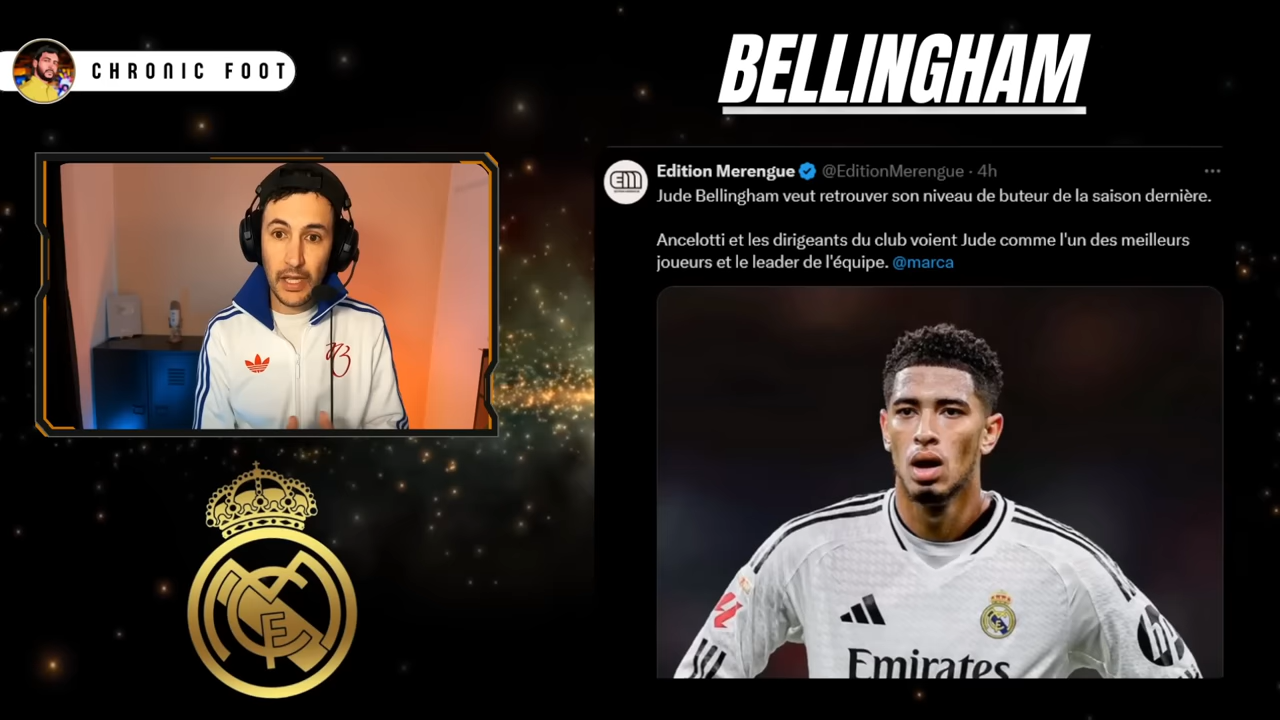 CHRONIC FOOT
BELLINGHAM
Edition Merengue @EditionMerengue · 4h
Jude Bellingham veut retrouver son niveau de buteur de la saison dernière.
Ancelotti et les dirigeants du club voient Jude comme l'un des meilleurs
joueurs et le leader de l'équipe. @marca
Emirates
hp